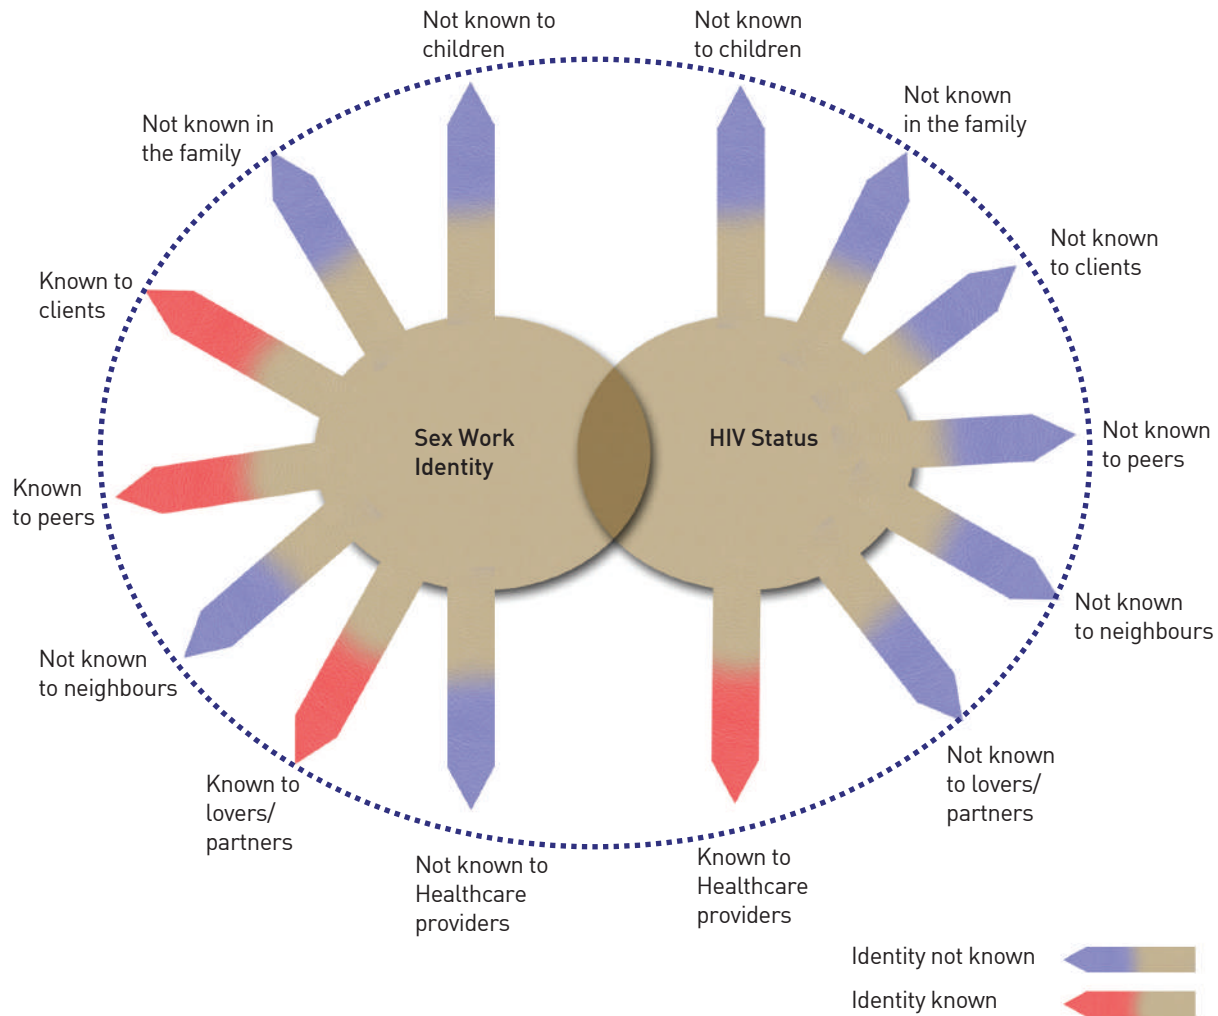 Not known to
children
Not known
to children
Not known in
the family
Not known
in the family
Known to
clients
Not known
to clients
Sex Work
Identity
HIV Status
Known
to peers
Not known
to peers
Not known
to neighbours
Not known
to neighbours
Known to
lovers/
partners
Not known
to lovers/
partners
Not known to
Healthcare
providers
Known to
Healthcare
providers
Identity not known
Identity known